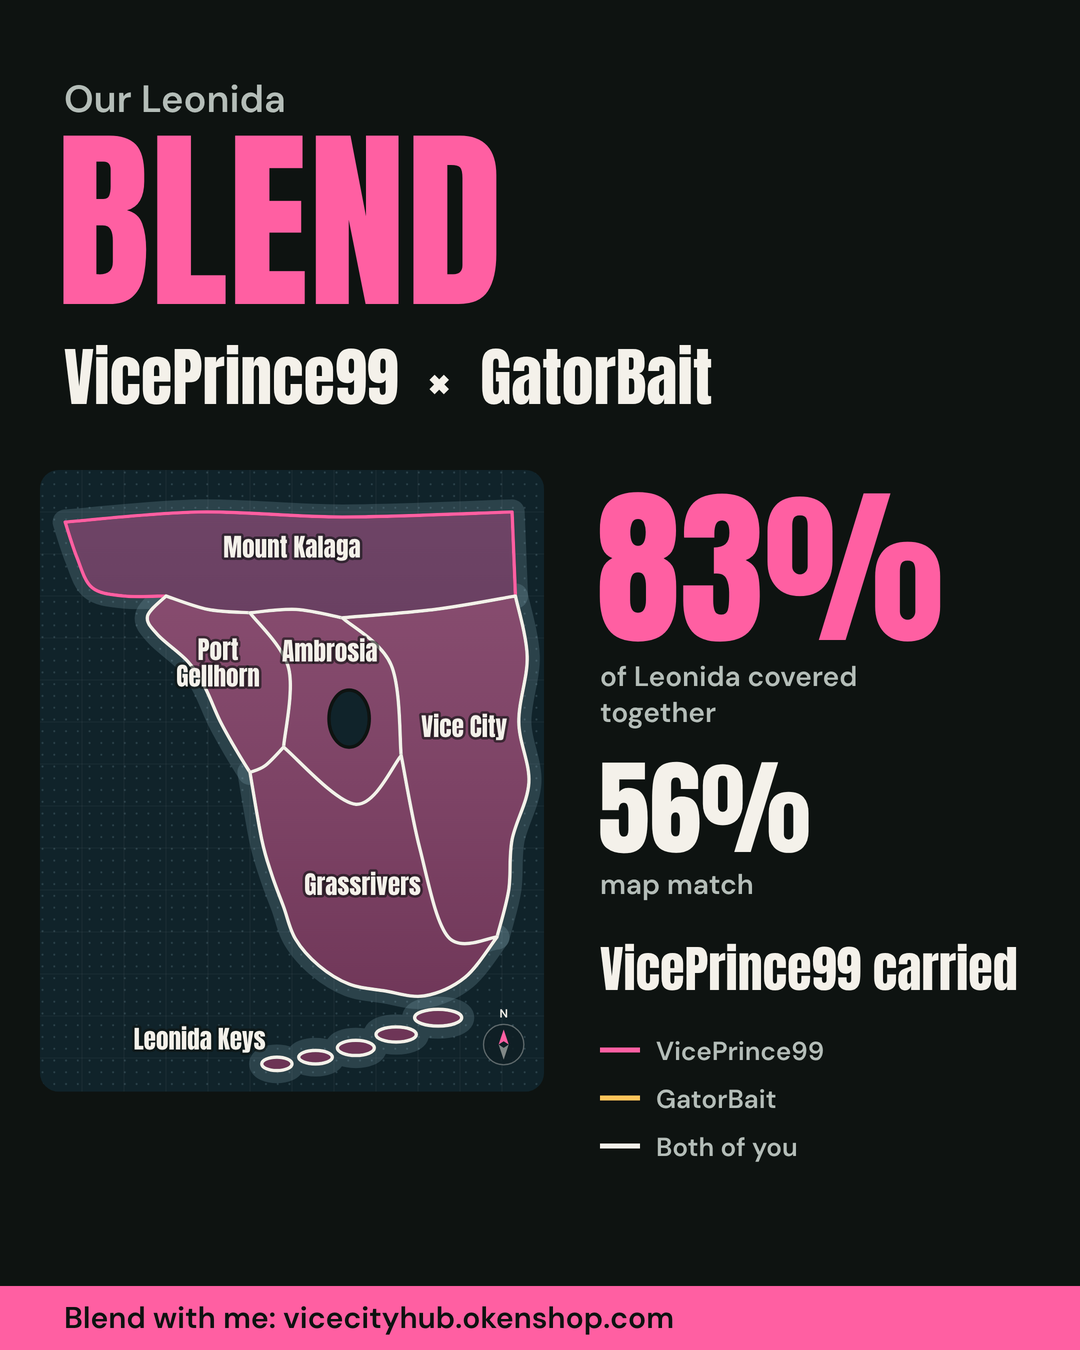 Our Leonida
BLEND
VicePrince99 × GatorBait
Mount Kalaga
Port
Gellhorn
Ambrosia
Vice City
Grassrivers
Leonida Keys
N
83%
of Leonida covered
together
56%
map match
VicePrince99 carried
VicePrince99
GatorBait
Both of you
Blend with me: vicecityhub.okenshop.com